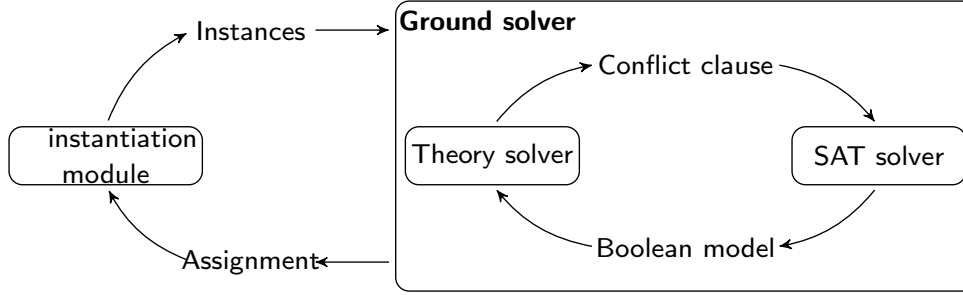 Instances
Ground solver
Conflict clause
instantiation
module
Theory solver
SAT solver
Boolean model
Assignment